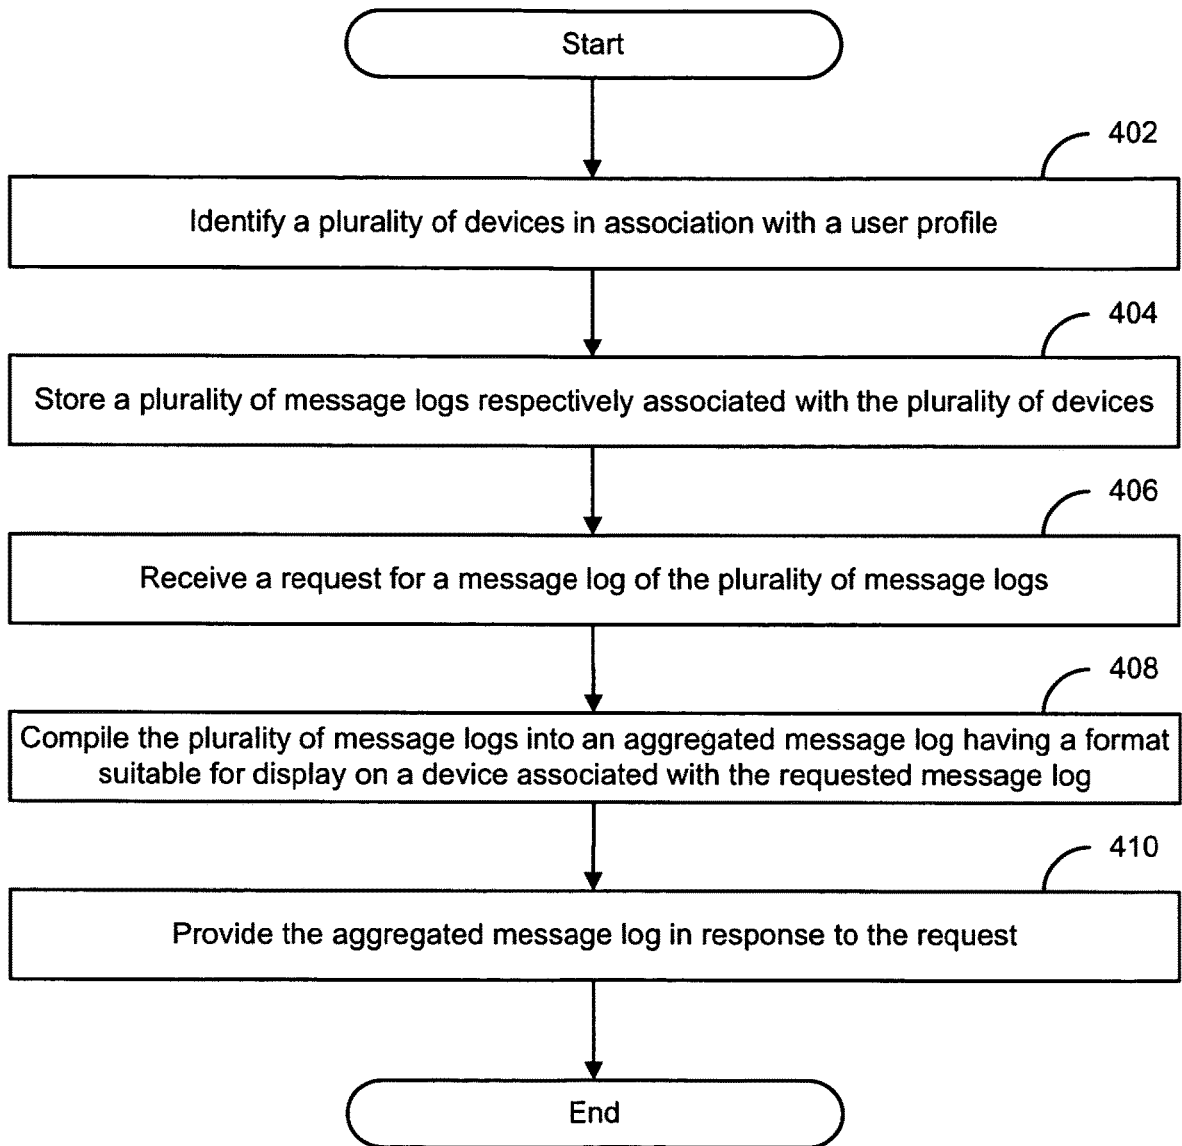 Start
402
Identify a plurality of devices in association with a user profile
404
Store a plurality of message logs respectively associated with the plurality of devices
406
Receive a request for a message log of the plurality of message logs
408
Compile the plurality of message logs into an aggregated message log having a format
suitable for display on a device associated with the requested message log
410
Provide the aggregated message log in response to the request
End